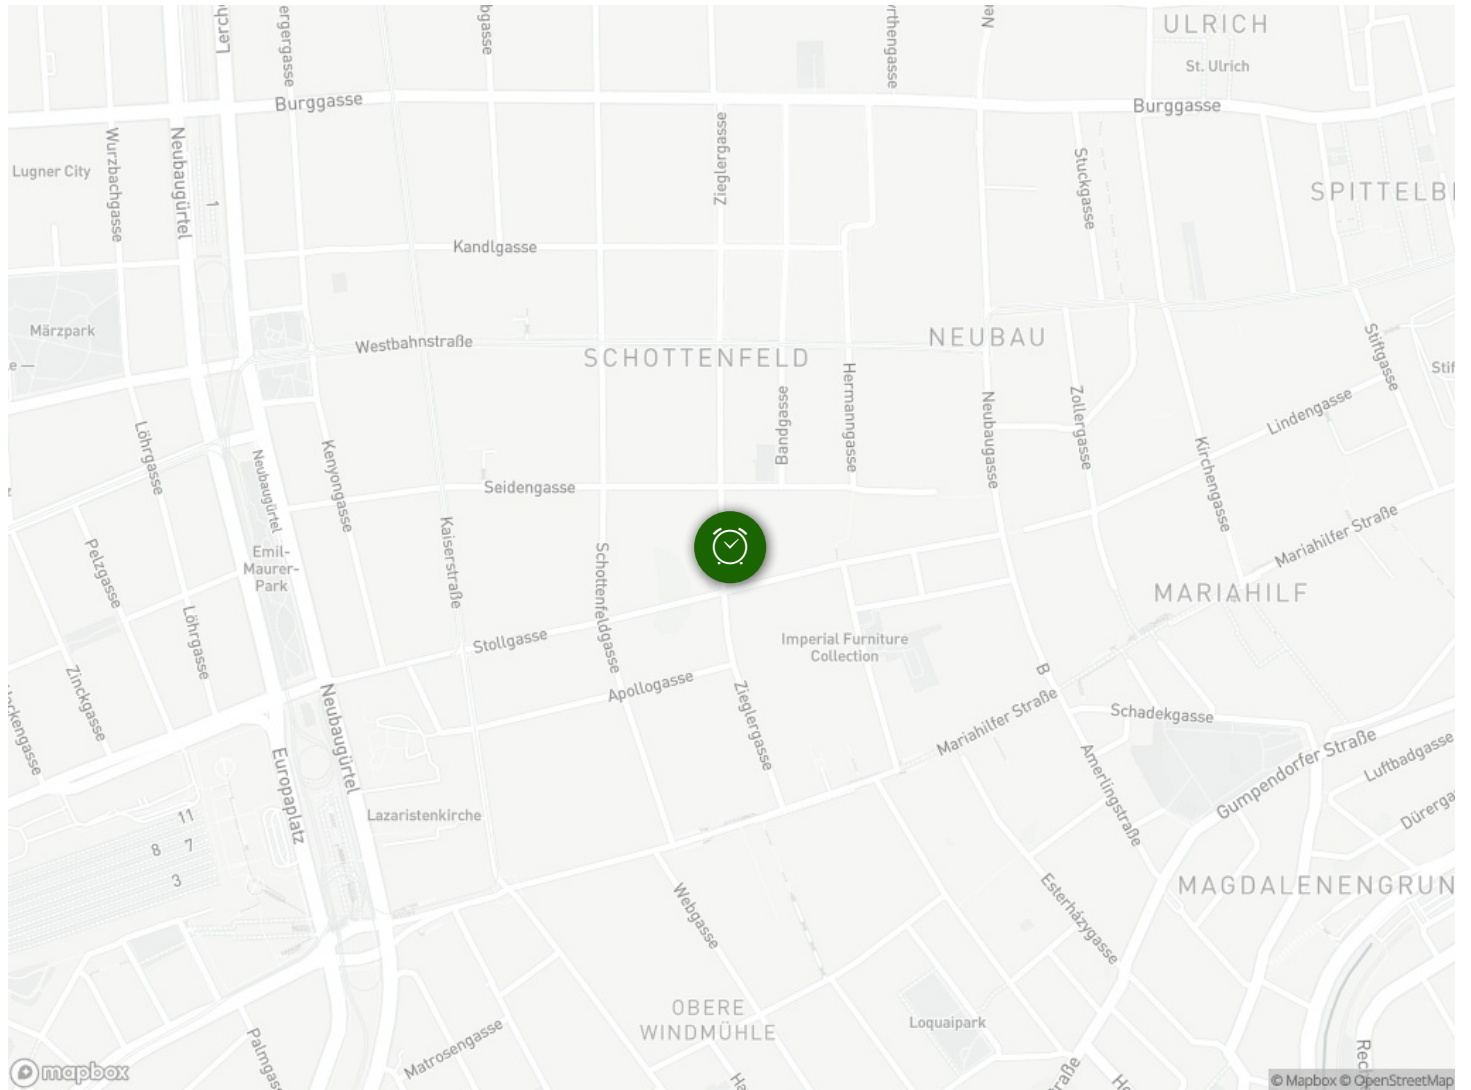 ULRICH
St. Ulrich
Burggasse
Burggasse
Neubaugürtel
Wurzbachgasse
Zieglergasse
Lugner City
1
Stuckgasse
SPITTELB
Kandlgasse
Märzpark
Westbahnstraße
SCHOTTENFELD
NEUBAU
Stiftgasse
Hermanngasse
Bandgasse
Neubaugasse
Zollergasse
Lindengasse
Löhrgasse
Kenyongasse
Neubaugürtel
Kirchengasse
Seidengasse
Mariahilfer Straße
Kaiserstraße
Schottenfeldgasse
Pelzgasse
Emil-
Maurer-
Park
MARIAHILF
Löhrgasse
Stollgasse
Imperial Furniture
Collection
B
Zinckgasse
Apollogasse
Zieglergasse
Neubaugürtel
Mariahilfer Straße
Schadekgasse
Gumpendorfer Straße
Luftbadgasse
Europaplatz
Amerlingstraße
Lazaristenkirche
11
8
7
3
MAGDALENENGRUN
Webgasse
Esterházygasse
OBERE
WINDMÜHLE
Loquaipark
Matrosengasse
mapbox
© Mapbox © OpenStreetMap